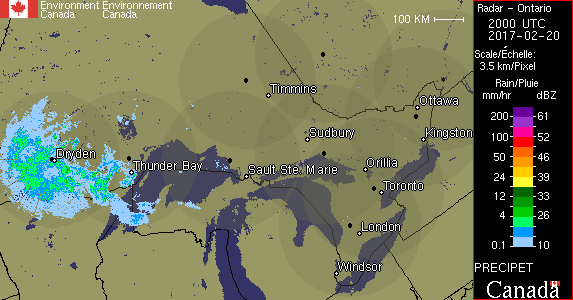 Environment Environnement
Canada Canada
100 KM
Timmins
Ottawa
Sudbury
Kingston
Dryden
Thunder Bay
Sault Ste. Marie
Orillia
Toronto
London
Windsor
Radar - Ontario
2000 UTC
2017-02-20
Scale/Échelle:
3.5 km/Pixel
Rain/Pluie
mm/hr dBZ
200 61
100 52
50 46
24 39
12 33
4 26
0.1 10
PRECIPET
Canada